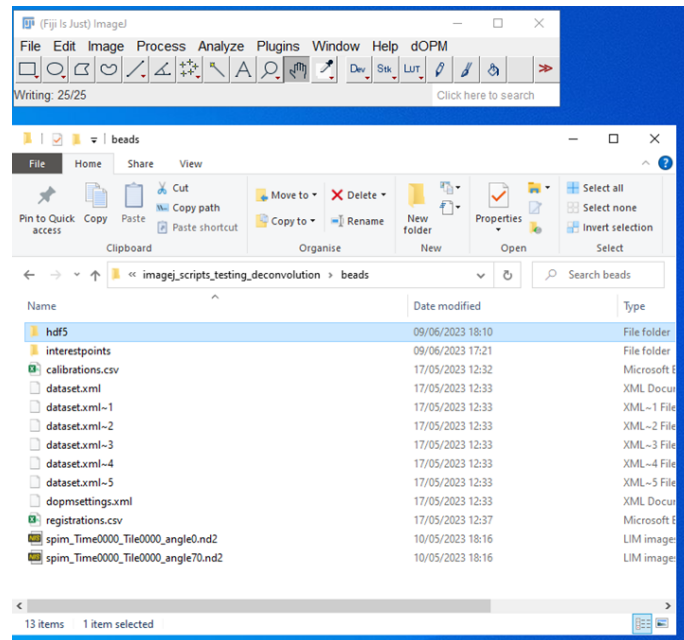 (Fiji Is Just) ImageJ
File Edit Image Process Analyze Plugins Window Help dOPM
A Dev Stk LUT
Writing: 25/25 Click here to search
beads
File Home Share View
Pin to Quick access
Copy
Paste
Cut
Copy path
Paste shortcut
Clipboard
Move to
Copy to
Delete
Rename
Organise
New folder
New
Properties
Open
Select all
Select none
Invert selection
Select
« imagej_scripts_testing_deconvolution › beads
Search beads
Name Date modified Type
hdf5 09/06/2023 18:10 File folder
interestpoints 09/06/2023 17:21 File folder
calibrations.csv 17/05/2023 12:32 Microsoft E
dataset.xml 17/05/2023 12:33 XML Docur
dataset.xml~1 17/05/2023 12:33 XML~1 File
dataset.xml~2 17/05/2023 12:33 XML~2 File
dataset.xml~3 17/05/2023 12:33 XML~3 File
dataset.xml~4 17/05/2023 12:33 XML~4 File
dataset.xml~5 17/05/2023 12:33 XML~5 File
dopmsettings.xml 17/05/2023 12:33 XML Docur
registrations.csv 17/05/2023 12:37 Microsoft E
spim_Time0000_Tile0000_angle0.nd2 10/05/2023 18:16 LIM image
spim_Time0000_Tile0000_angle70.nd2 10/05/2023 18:16 LIM image
13 items 1 item selected